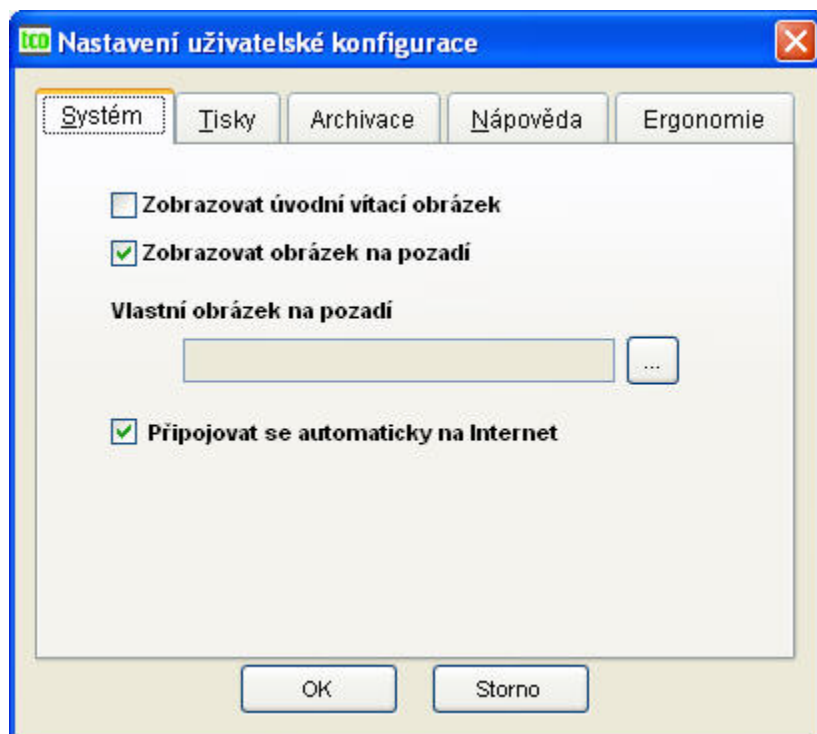 tco Nastavení uživatelské konfigurace
Systém Tisky Archivace Nápověda Ergonomie
Zobrazovat úvodní vítací obrázek
Zobrazovat obrázek na pozadí
Vlastní obrázek na pozadí
...
Připojovat se automaticky na Internet
OK Storno